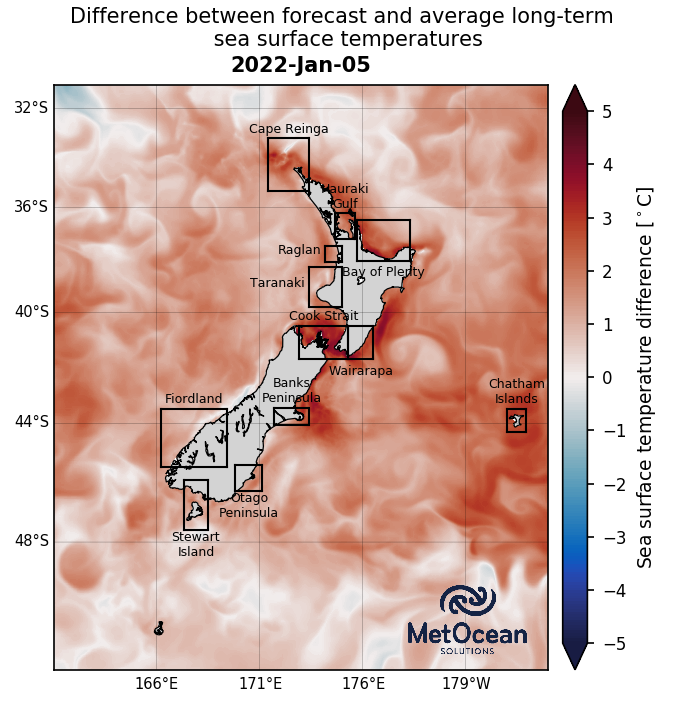 Difference between forecast and average long-term
sea surface temperatures
2022-Jan-05
32°S
36°S
40°S
44°S
48°S
166°E
171°E
176°E
179°W
Cape Reinga
Hauraki
Gulf
Raglan
Bay of Plenty
Taranaki
Cook Strait
Wairarapa
Banks
Peninsula
Fiordland
Chatham
Islands
Otago
Peninsula
Stewart
Island
MetOcean
SOLUTIONS
5
4
3
2
1
0
−1
−2
−3
−4
−5
Sea surface temperature difference [°C]